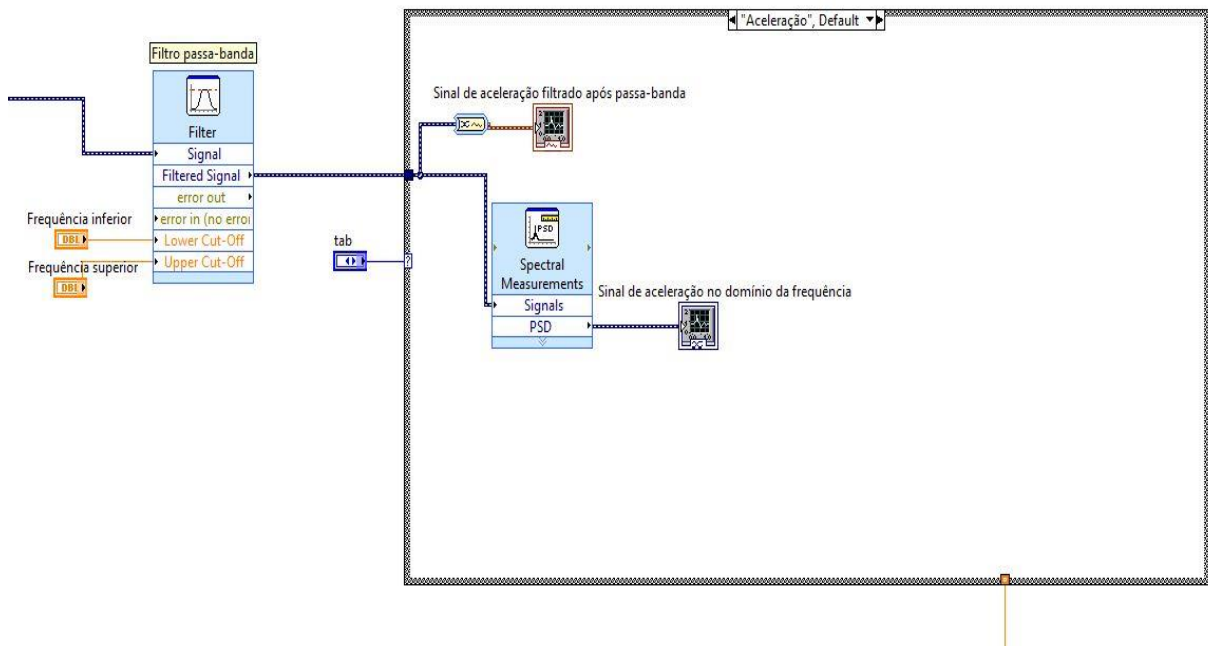 "Aceleração", Default
Filtro passa-banda
Filter
Signal
Filtered Signal
error out
error in (no erro
Lower Cut-Off
Upper Cut-Off
Frequência inferior
DBL
Frequência superior
DBL
tab
?
Sinal de aceleração filtrado após passa-banda
PSD
Spectral
Measurements
Signals
PSD
Sinal de aceleração no domínio da frequência